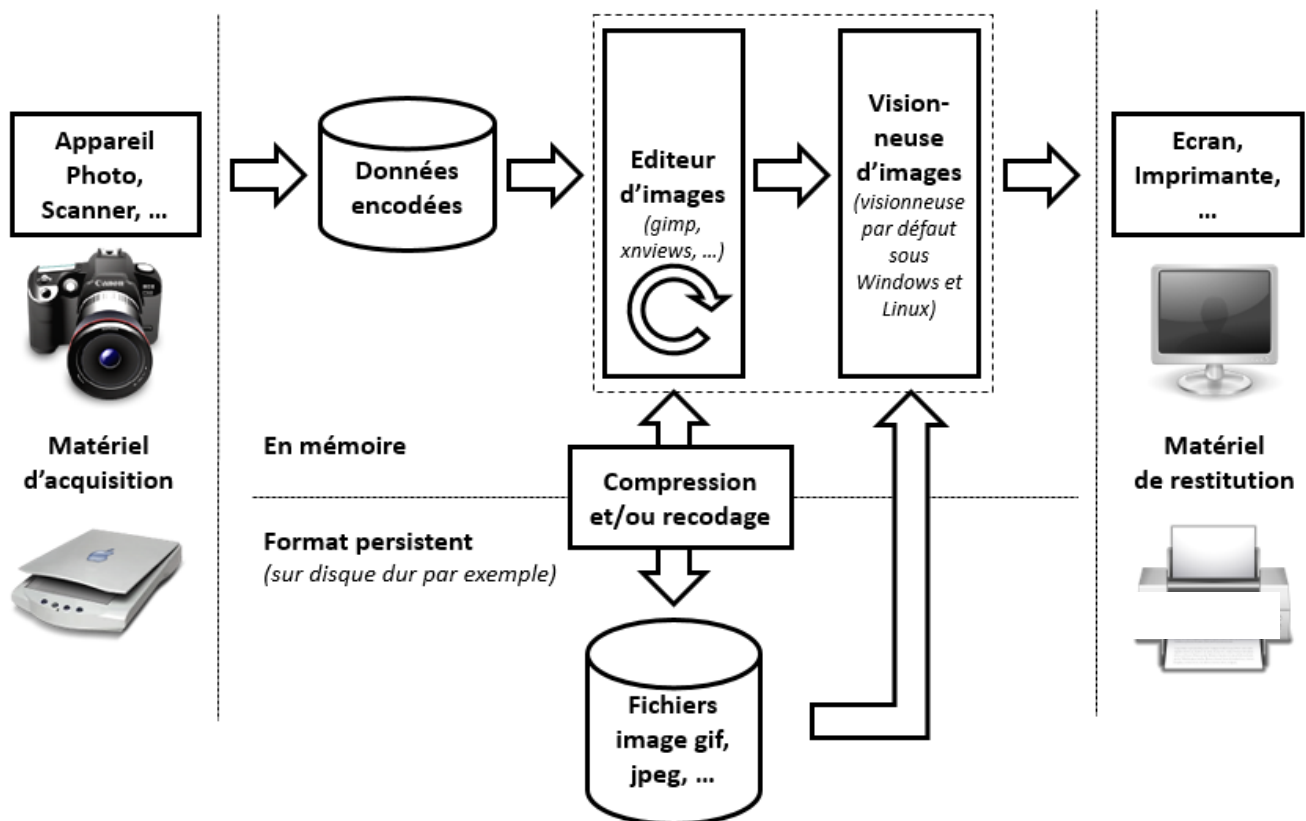 Appareil
Photo,
Scanner, ...
Canon
Matériel
d'acquisition
Données
encodées
Editeur
d'images
(gimp,
xnviews, ...)
Vision-
neuse
d'images
(visionneuse
par défaut
sous
Windows et
Linux)
Ecran,
Imprimante,
...
Matériel
de restitution
En mémoire
Compression
et/ou recodage
Format persistent
(sur disque dur par exemple)
Fichiers
image gif,
jpeg, ...